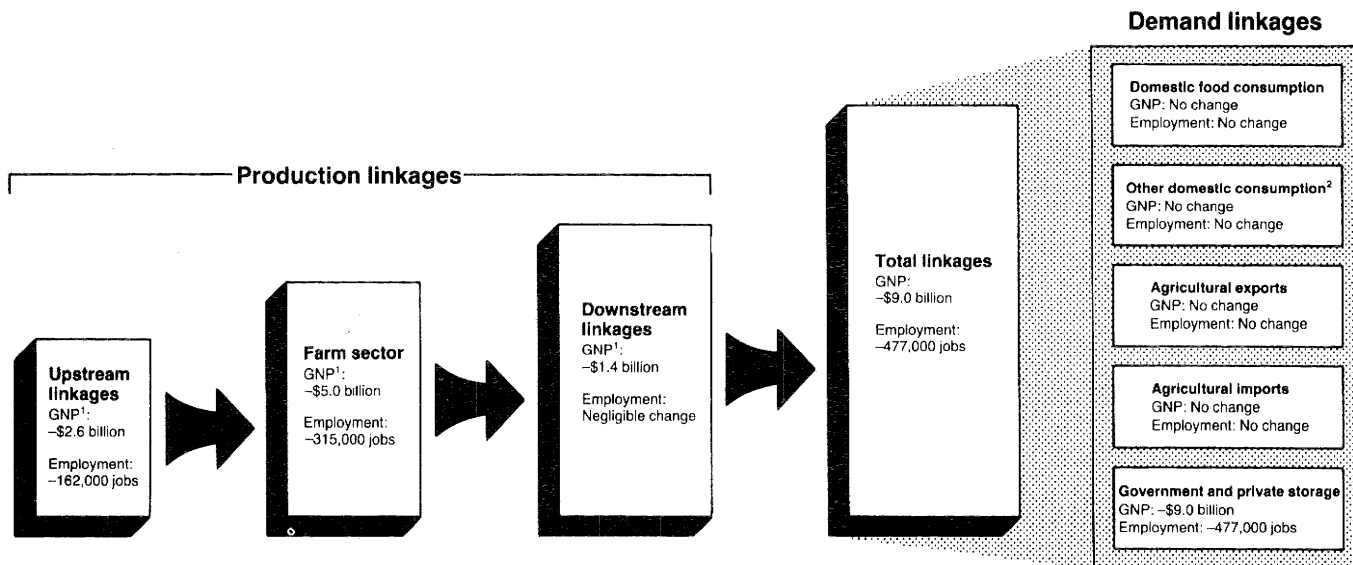 Demand linkages
Domestic food consumption
GNP: No change
Employment: No change
Other domestic consumption²
GNP: No change
Employment: No change
Agricultural exports
GNP: No change
Employment: No change
Agricultural imports
GNP: No change
Employment: No change
Government and private storage
GNP: –$9.0 billion
Employment: –477,000 jobs
Production linkages
Upstream
linkages
GNP¹:
–$2.6 billion
Employment:
–162,000 jobs
Farm sector
GNP¹:
–$5.0 billion
Employment:
–315,000 jobs
Downstream
linkages
GNP¹:
–$1.4 billion
Employment:
Negligible change
Total linkages
GNP:
–$9.0 billion
Employment:
–477,000 jobs